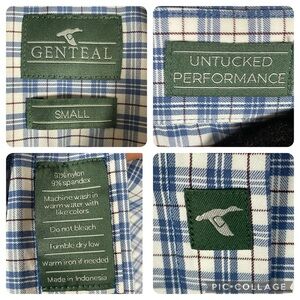 GENTEAL
SMALL
UNTUCKED
PERFORMANCE
91% nylon
9% spandex
Machine wash in
warm water with
like colors
Do not bleach
Tumble dry low
Warm iron if needed
Made in Indonesia
PIC•COLLAGE